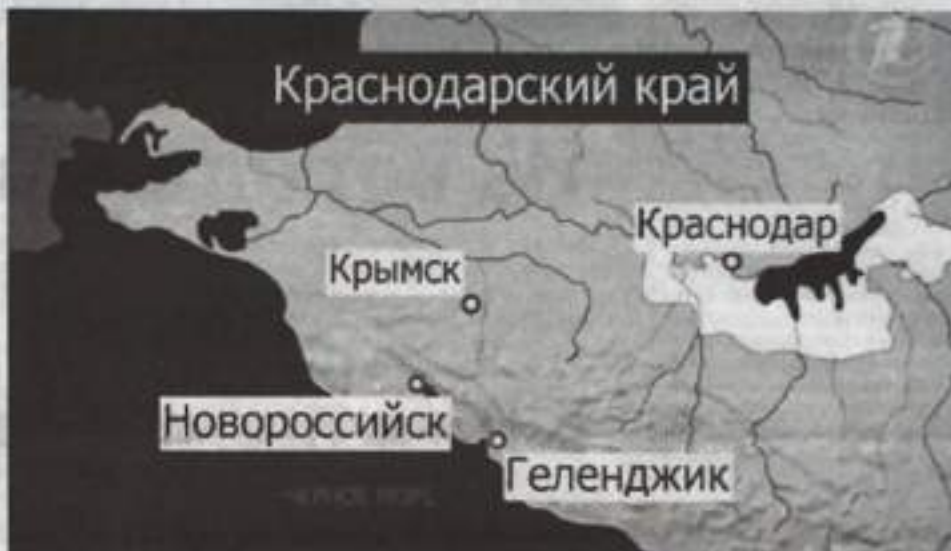 Краснодарский край
Краснодар
Крымск
Новороссийск
Геленджик